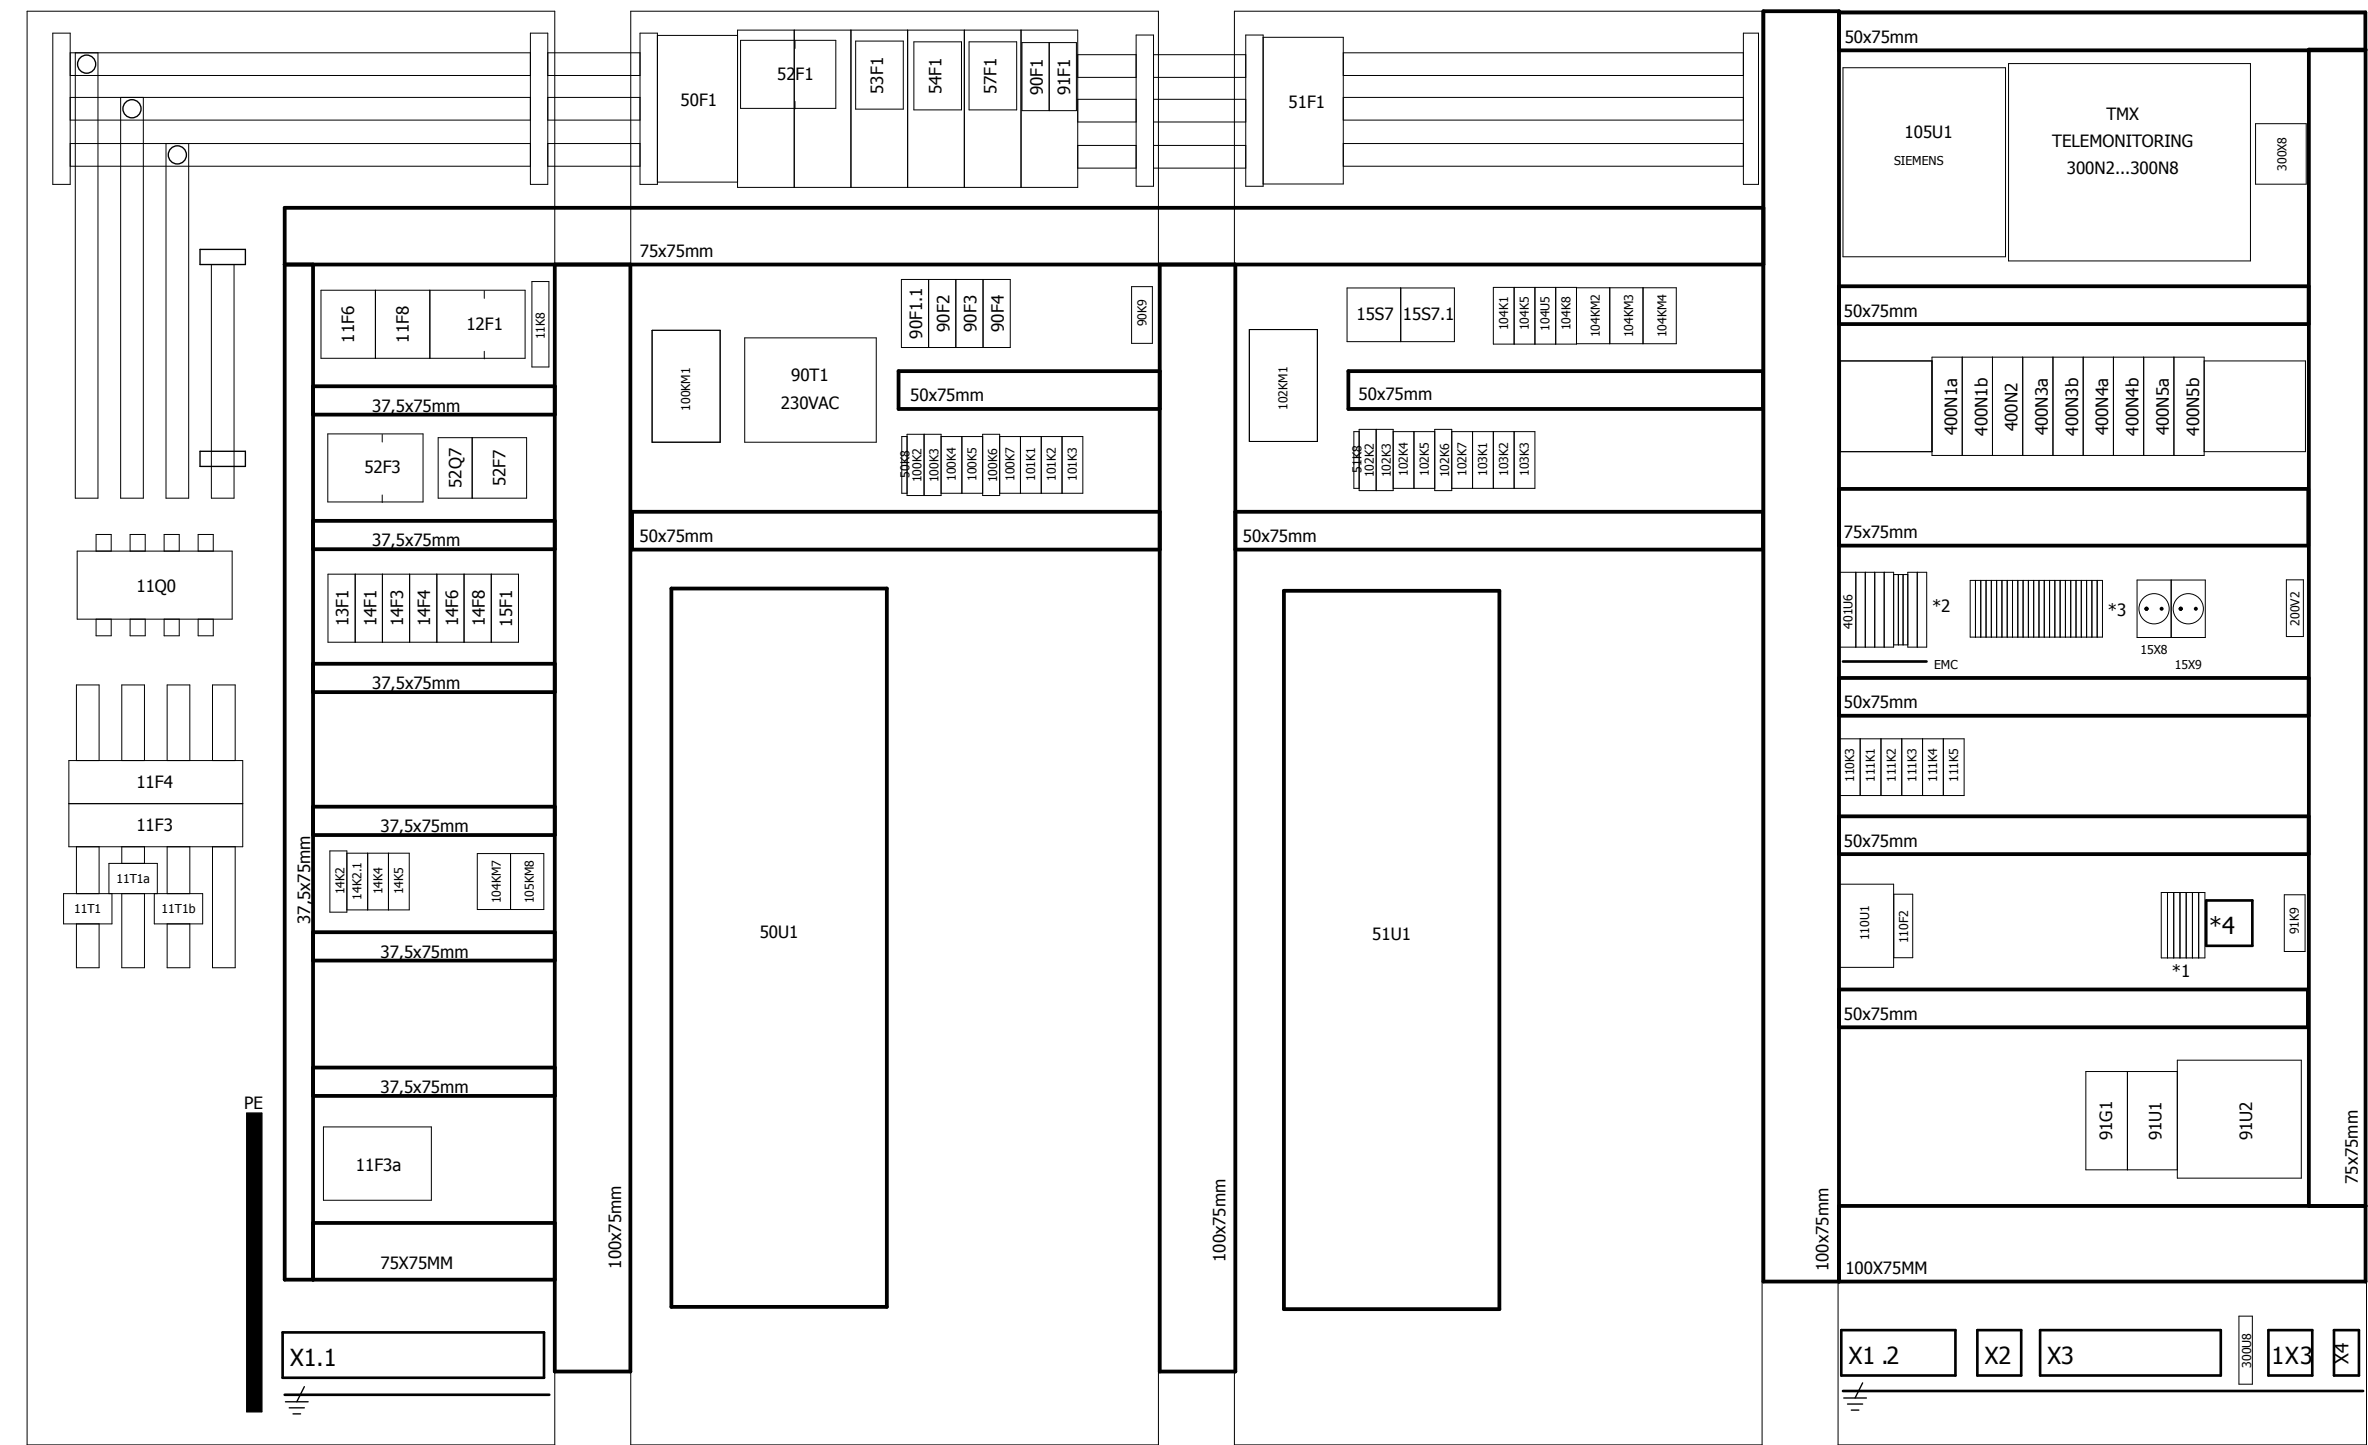 50F1
52F1
53F1
54F1
57F1
90F1
91F1
51F1
50x75mm
105U1
SIEMENS
TMX
TELEMONITORING
300N2...300N8
300X8
75x75mm
11F6
11F8
12F1
11K8
37,5x75mm
52F3
52Q7
52F7
37,5x75mm
13F1
14F1
14F3
14F4
14F6
14F8
15F1
37,5x75mm
37,5x75mm
14K2
14K2.1
14K4
14K5
104KM7
105KM8
37,5x75mm
37,5x75mm
37,5x75mm
11F3a
75X75MM
11Q0
11F4
11F3
11T1a
11T1
11T1b
PE
X1.1
100x75mm
100KM1
90T1
230VAC
90F1.1
90F2
90F3
90F4
90K9
50x75mm
50K8
100K2
100K3
100K4
100K5
100K6
100K7
101K1
101K2
101K3
50x75mm
50U1
100x75mm
102KM1
15S7
15S7.1
104K1
104K5
104U5
104K8
104KM2
104KM3
104KM4
50x75mm
51K8
102K2
102K3
102K4
102K5
102K6
102K7
103K1
103K2
103K3
50x75mm
51U1
100x75mm
50x75mm
400N1a
400N1b
400N2
400N3a
400N3b
400N4a
400N4b
400N5a
400N5b
75x75mm
401U6
*2
*3
15X8
15X9
200V2
EMC
50x75mm
110K3
111K1
111K2
111K3
111K4
111K5
50x75mm
110U1
110F2
*1
*4
91K9
50x75mm
91G1
91U1
91U2
75x75mm
100X75MM
X1 .2
X2
X3
300U8
1X3
X4